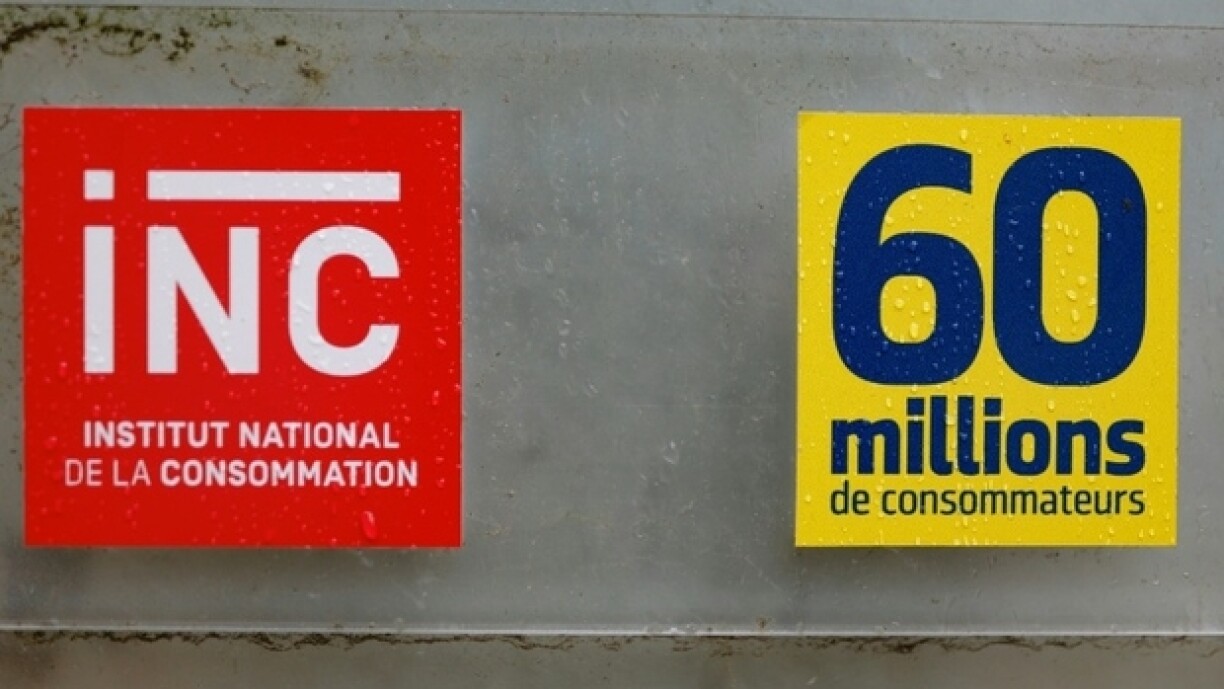 iNC
INSTITUT NATIONAL
DE LA CONSOMMATION
60
millions
de consommateurs